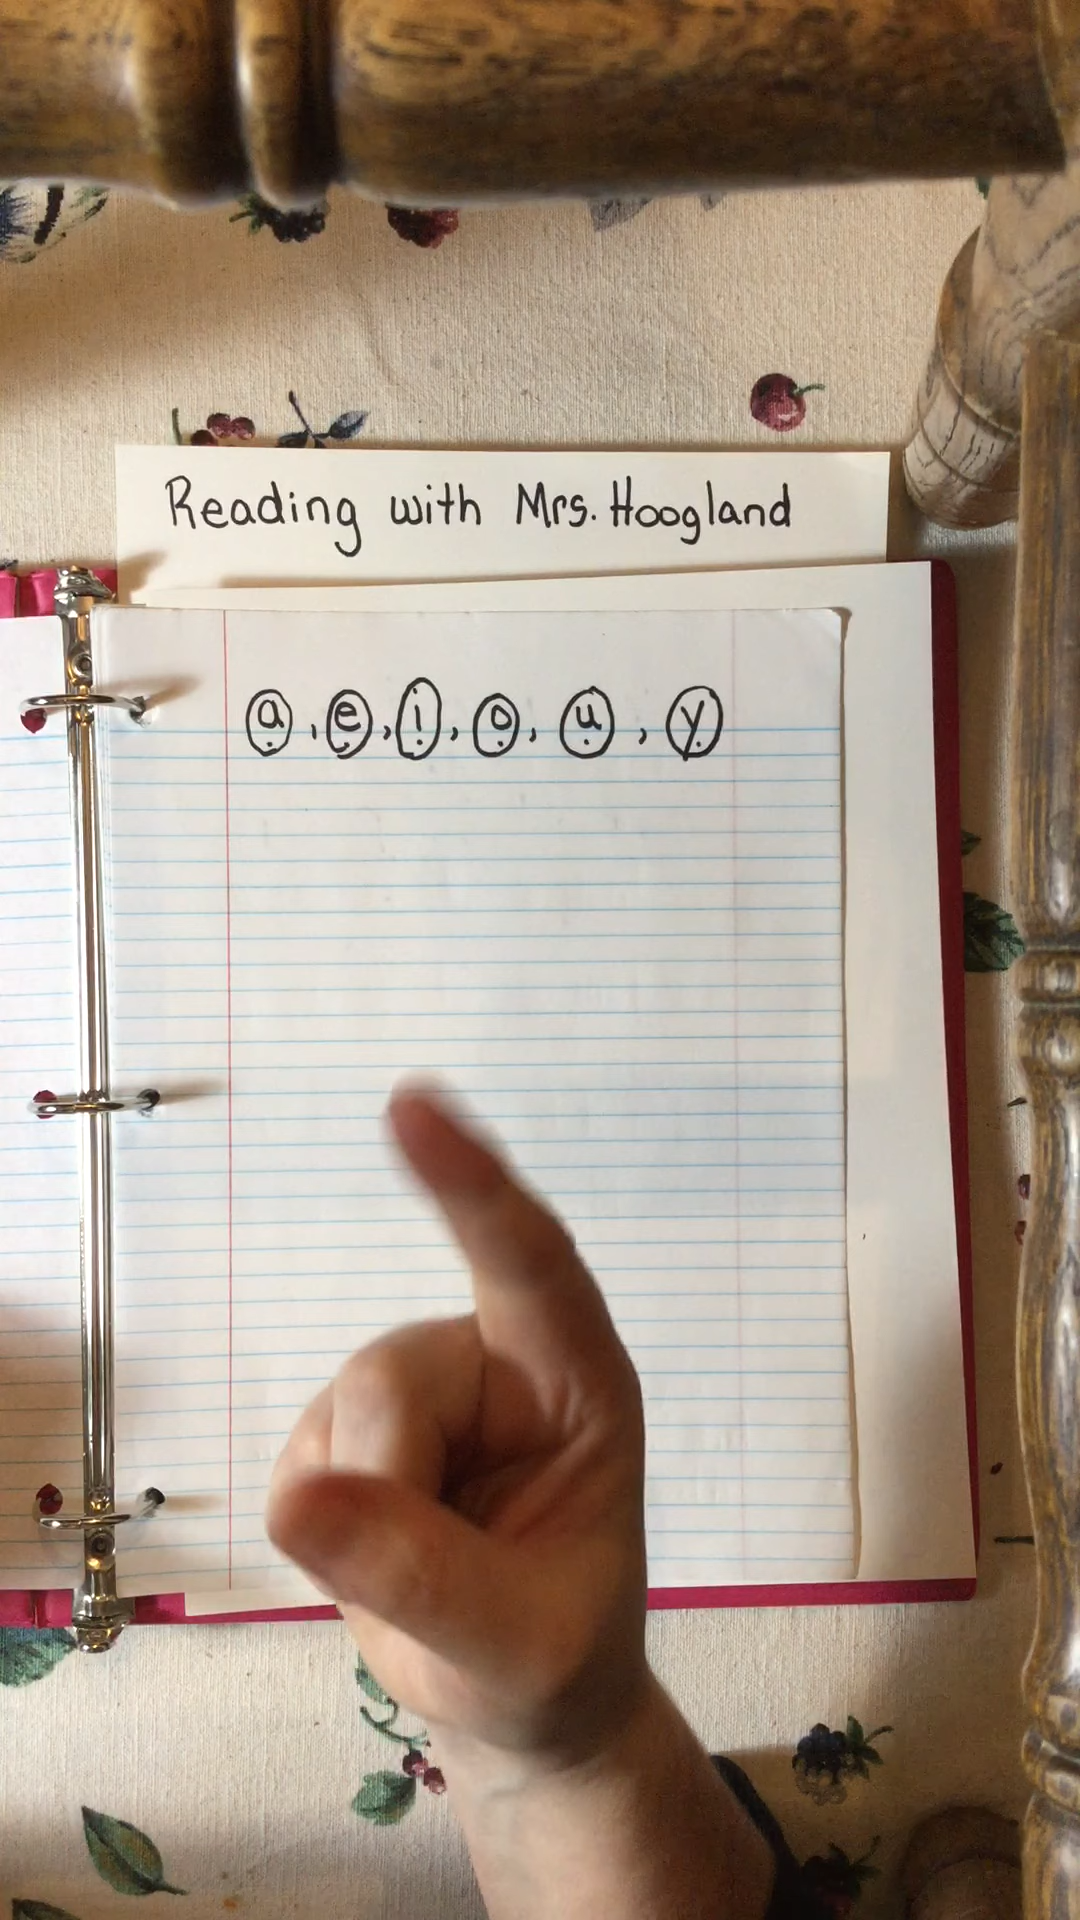 Reading with Mrs. Hoogland
a, e, i, o, u, y